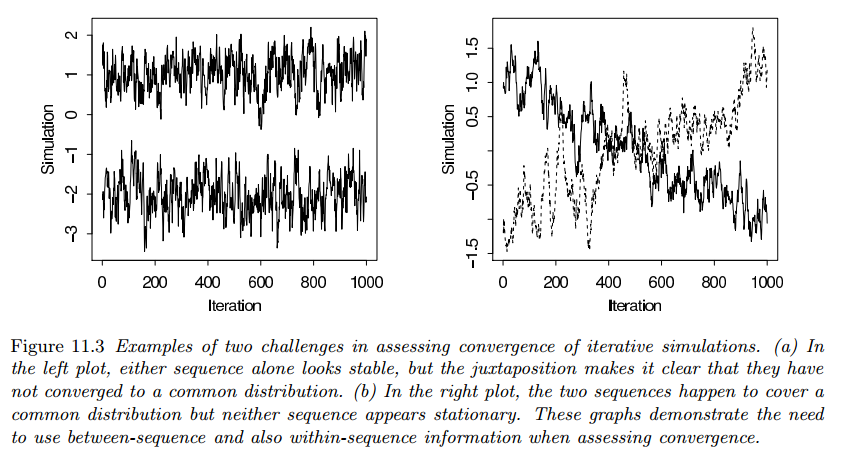 Simulation
2
1
0
−1
−2
−3
0 200 400 600 800 1000
Iteration
Simulation
1.5
1.0
0.5
−0.5
−1.5
0 200 400 600 800 1000
Iteration
Figure 11.3 Examples of two challenges in assessing convergence of iterative simulations. (a) In
the left plot, either sequence alone looks stable, but the juxtaposition makes it clear that they have
not converged to a common distribution. (b) In the right plot, the two sequences happen to cover a
common distribution but neither sequence appears stationary. These graphs demonstrate the need
to use between-sequence and also within-sequence information when assessing convergence.